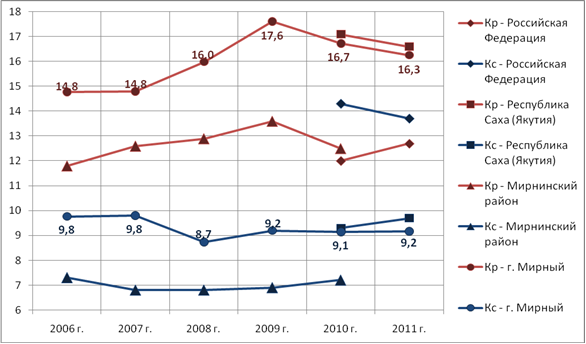 18
17
16
15
14
13
12
11
10
9
8
7
6
14,8
14,8
16,0
17,6
16,7
16,3
9,8
9,8
8,7
9,2
9,1
9,2
2006 г.
2007 г.
2008 г.
2009 г.
2010 г.
2011 г.
Кр - Российская
Федерация
Кс - Российская
Федерация
Кр - Республика
Саха (Якутия)
Кс - Республика
Саха (Якутия)
Кр - Мирнинский
район
Кс - Мирнинский
район
Кр - г. Мирный
Кс - г. Мирный